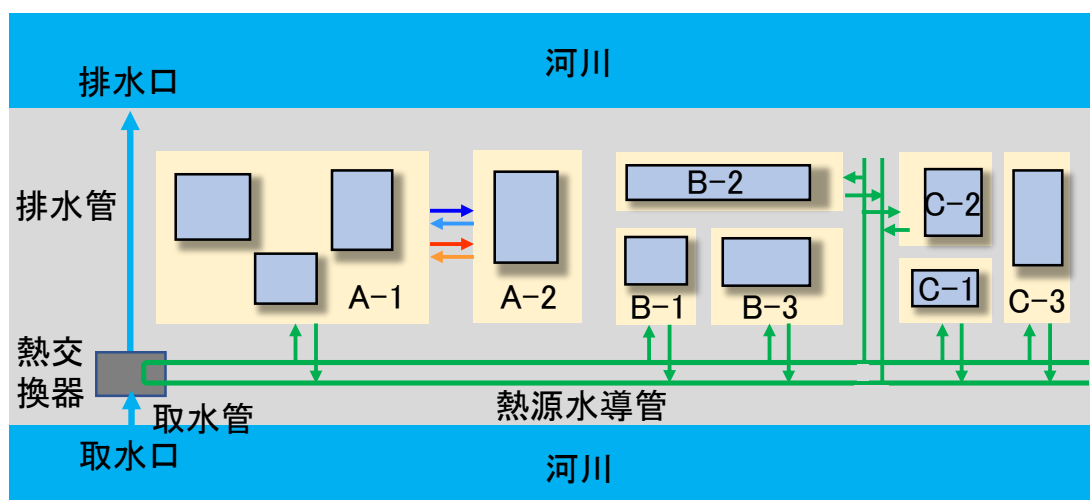 河川
排水口
排水管
A-1
A-2
B-2
B-1
B-3
C-2
C-1
C-3
熱交
換器
取水管
熱源水導管
取水口
河川